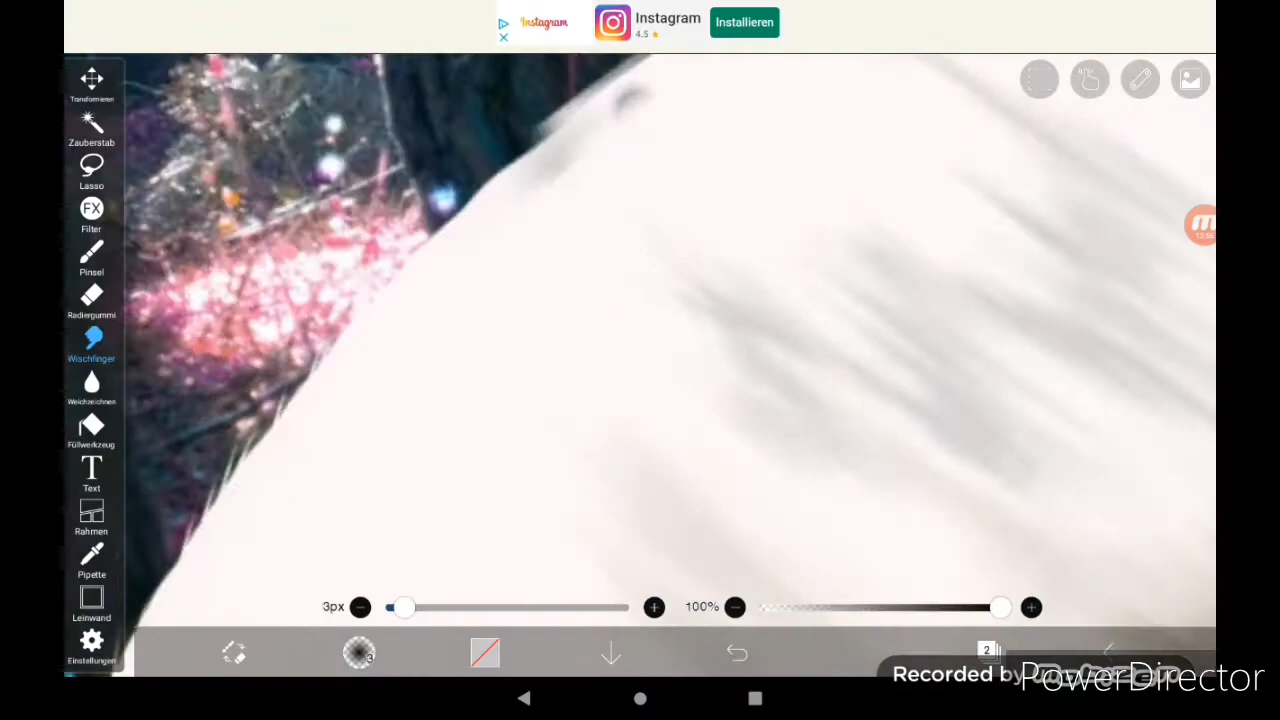 Instagram
Instagram
4.5 ★
Installieren
Transformieren
Zauberstab
Lasso
FX
Filter
Pinsel
Radiergummi
Wischfinger
Weichzeichnen
Füllwerkzeug
T
Text
Rahmen
Pipette
Leinwand
Einstellungen
3px
100%
3
2
Recorded by
PowerDirector